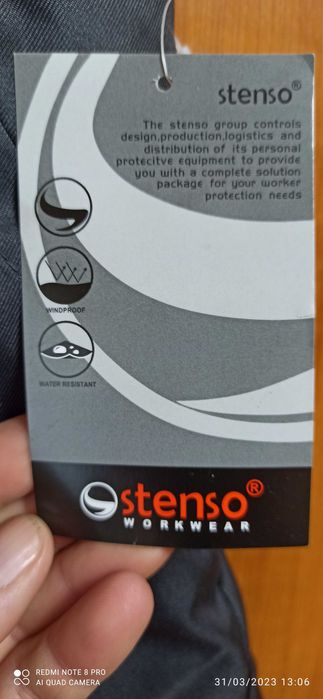 stenso®
The stenso group controls
design,production,logistics and
distribution of its personal
protecitve equipment to provide
you with a complete solution
package for your worker
protection needs
WINDPROOF
WATER RESISTANT
stenso®
WORKWEAR
REDMI NOTE 8 PRO
AI QUAD CAMERA
31/03/2023 13:06